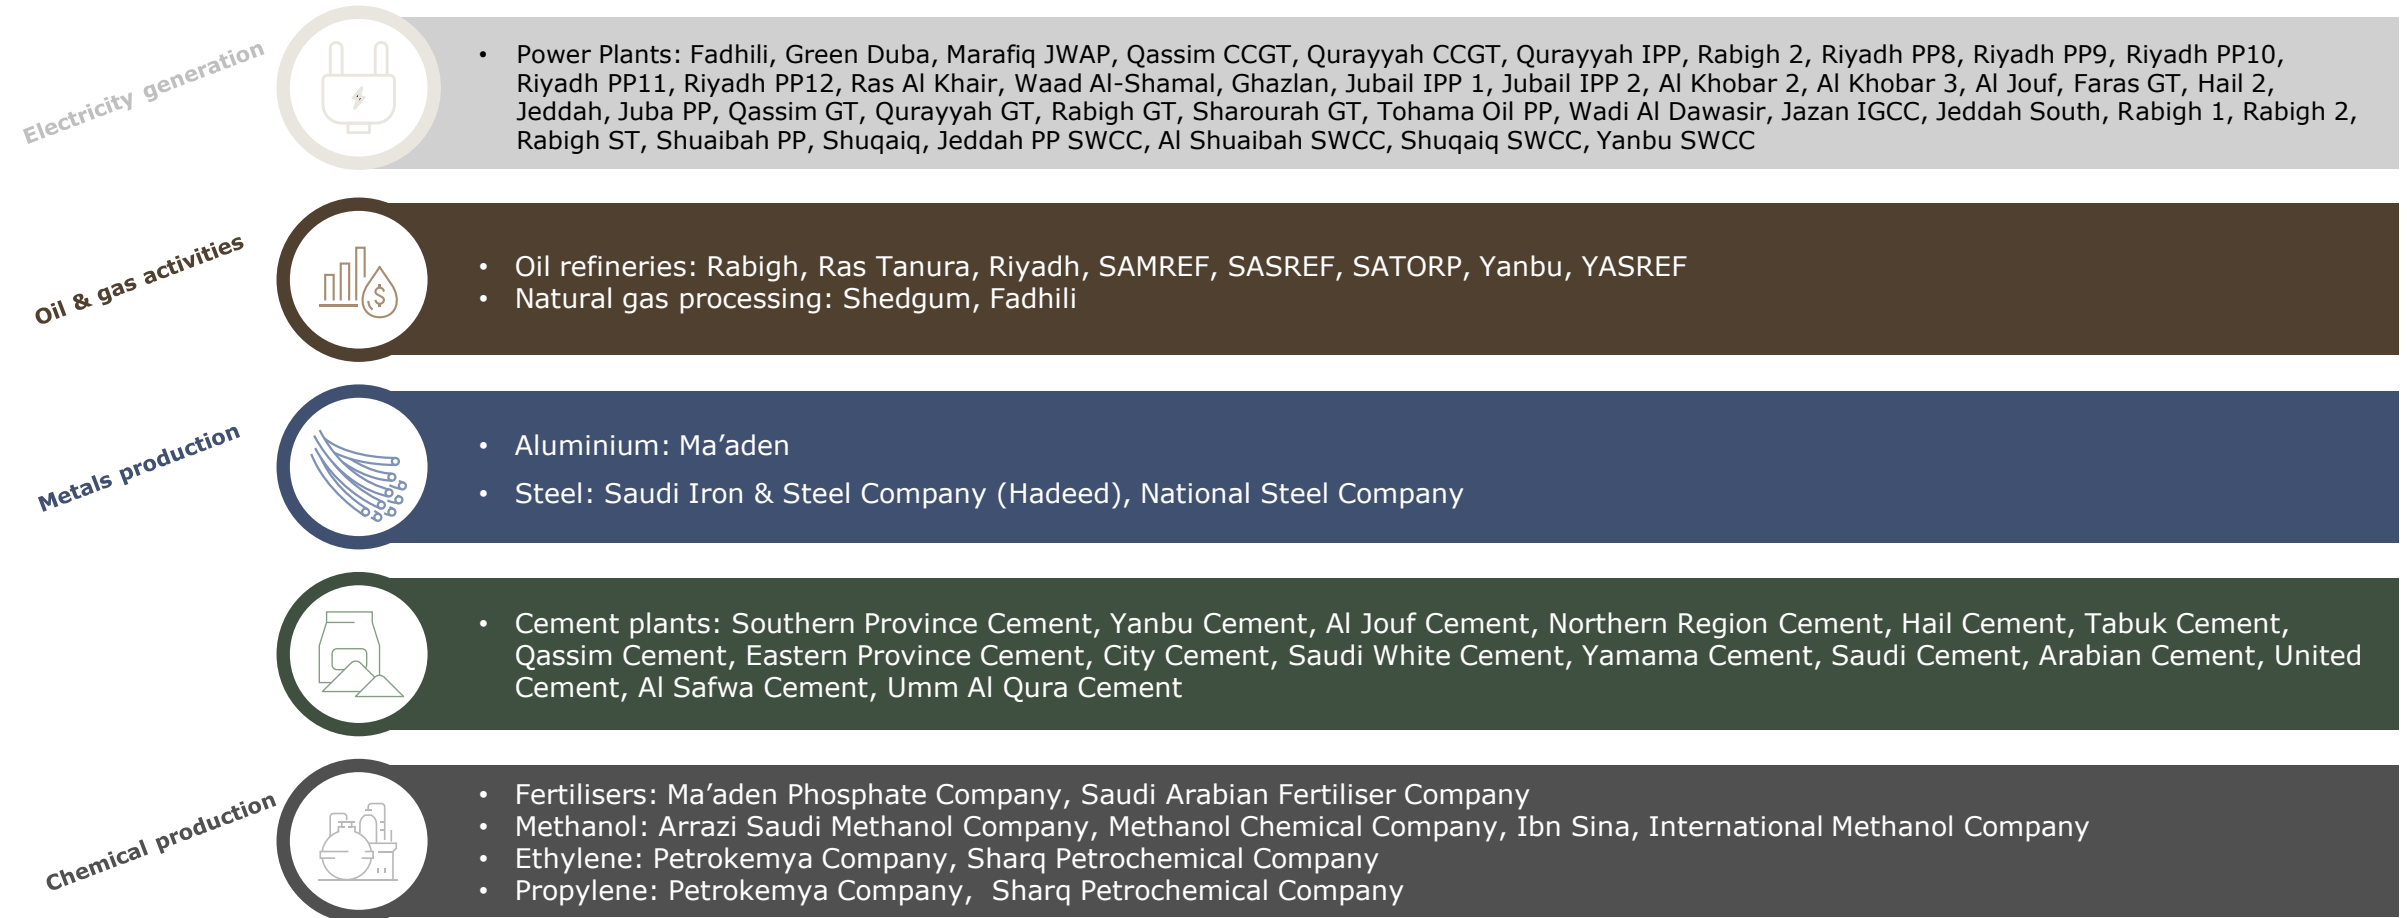 Electricity generation
• Power Plants: Fadhili, Green Duba, Marafiq JWAP, Qassim CCGT, Qurayyah CCGT, Qurayyah IPP, Rabigh 2, Riyadh PP8, Riyadh PP9, Riyadh PP10,
Riyadh PP11, Riyadh PP12, Ras Al Khair, Waad Al-Shamal, Ghazlan, Jubail IPP 1, Jubail IPP 2, Al Khobar 2, Al Khobar 3, Al Jouf, Faras GT, Hail 2,
Jeddah, Juba PP, Qassim GT, Qurayyah GT, Rabigh GT, Sharourah GT, Tohama Oil PP, Wadi Al Dawasir, Jazan IGCC, Jeddah South, Rabigh 1, Rabigh 2,
Rabigh ST, Shuaibah PP, Shuqaiq, Jeddah PP SWCC, Al Shuaibah SWCC, Shuqaiq SWCC, Yanbu SWCC
Oil & gas activities
$
• Oil refineries: Rabigh, Ras Tanura, Riyadh, SAMREF, SASREF, SATORP, Yanbu, YASREF
• Natural gas processing: Shedgum, Fadhili
Metals production
• Aluminium: Ma’aden
• Steel: Saudi Iron & Steel Company (Hadeed), National Steel Company
• Cement plants: Southern Province Cement, Yanbu Cement, Al Jouf Cement, Northern Region Cement, Hail Cement, Tabuk Cement,
Qassim Cement, Eastern Province Cement, City Cement, Saudi White Cement, Yamama Cement, Saudi Cement, Arabian Cement, United
Cement, Al Safwa Cement, Umm Al Qura Cement
Chemical production
• Fertilisers: Ma’aden Phosphate Company, Saudi Arabian Fertiliser Company
• Methanol: Arrazi Saudi Methanol Company, Methanol Chemical Company, Ibn Sina, International Methanol Company
• Ethylene: Petrokemya Company, Sharq Petrochemical Company
• Propylene: Petrokemya Company,  Sharq Petrochemical Company